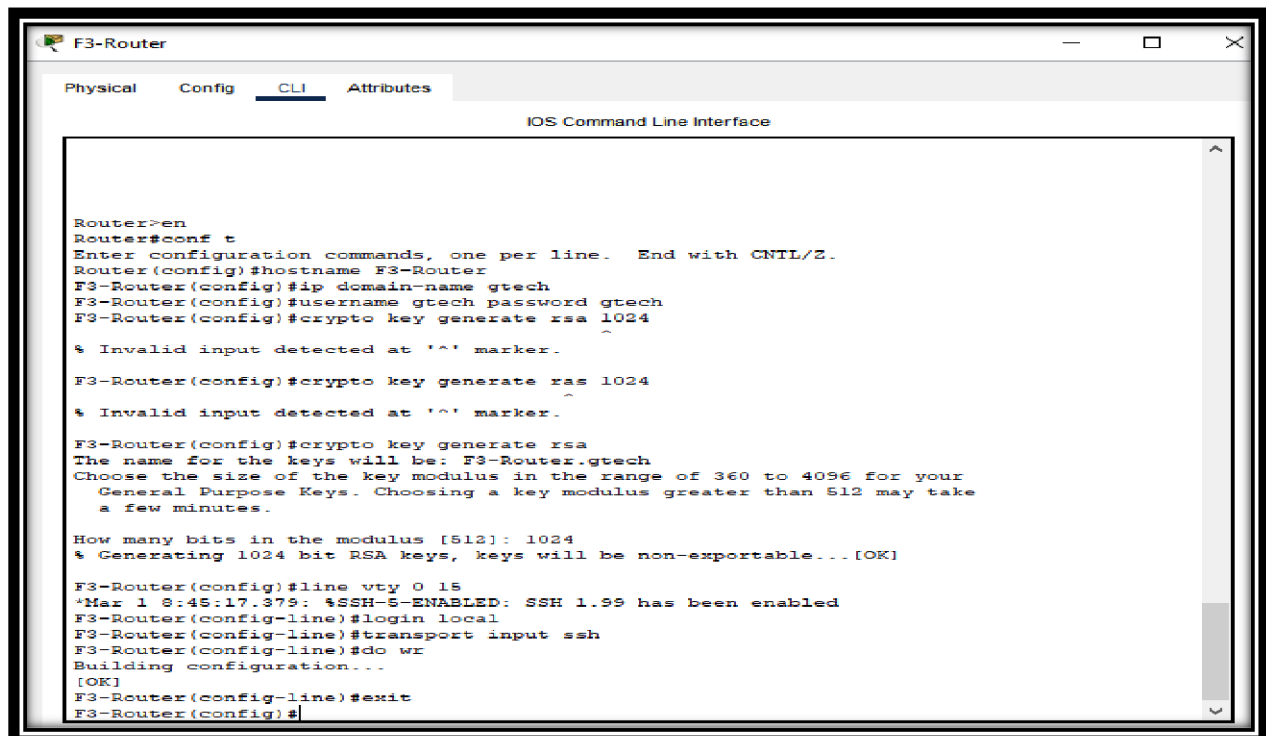 F3-Router
Physical Config CLI Attributes
IOS Command Line Interface
Router>en
Router#conf t
Enter configuration commands, one per line.  End with CNTL/Z.
Router(config)#hostname F3-Router
F3-Router(config)#ip domain-name gtech
F3-Router(config)#username gtech password gtech
F3-Router(config)#crypto key generate rsa 1024
^
% Invalid input detected at '^' marker.
F3-Router(config)#crypto key generate ras 1024
^
% Invalid input detected at '^' marker.
F3-Router(config)#crypto key generate rsa
The name for the keys will be: F3-Router.gtech
Choose the size of the key modulus in the range of 360 to 4096 for your
General Purpose Keys. Choosing a key modulus greater than 512 may take
a few minutes.
How many bits in the modulus [512]: 1024
% Generating 1024 bit RSA keys, keys will be non-exportable...[OK]
F3-Router(config)#line vty 0 15
*Mar 1 8:45:17.379: %SSH-5-ENABLED: SSH 1.99 has been enabled
F3-Router(config-line)#login local
F3-Router(config-line)#transport input ssh
F3-Router(config-line)#do wr
Building configuration...
[OK]
F3-Router(config-line)#exit
F3-Router(config)#